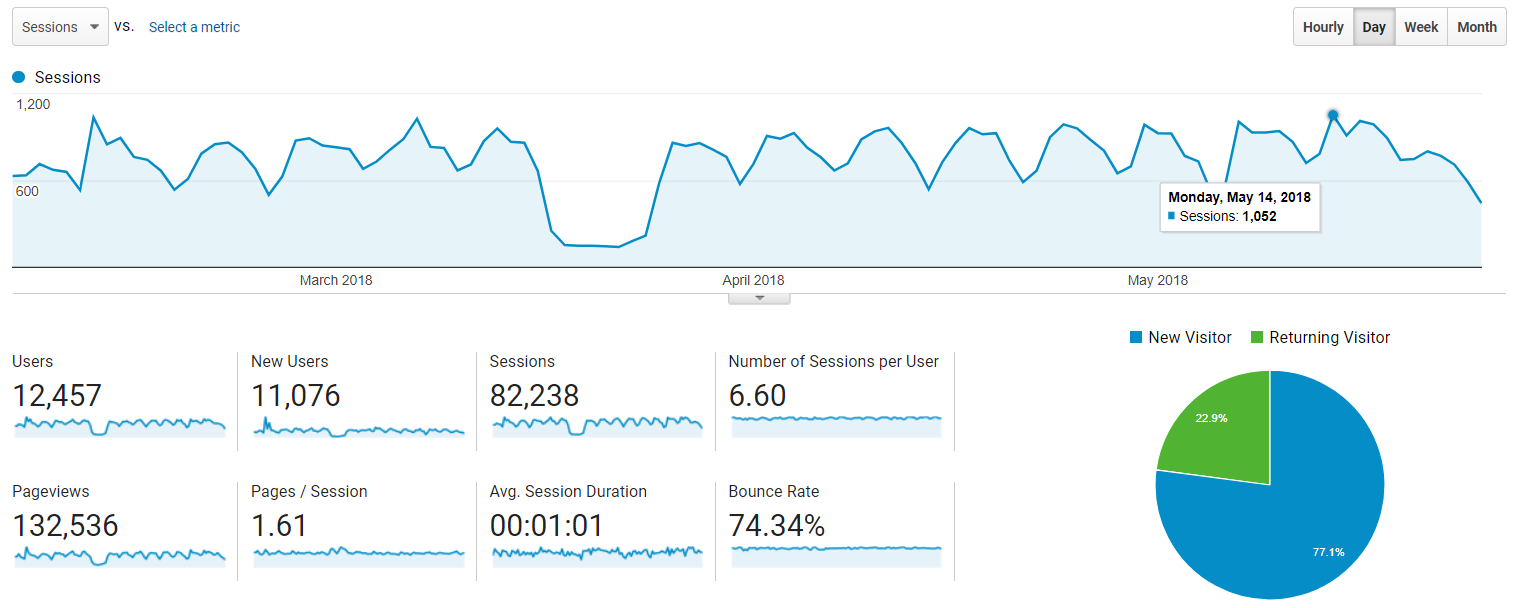 Sessions vs. Select a metric Hourly Day Week Month
Sessions
1,200
600
Monday, May 14, 2018
Sessions: 1,052
March 2018 April 2018 May 2018
New Visitor Returning Visitor
Users New Users Sessions Number of Sessions per User
12,457 11,076 82,238 6.60
22.9%
Pageviews Pages / Session Avg. Session Duration Bounce Rate
132,536 1.61 00:01:01 74.34%
77.1%